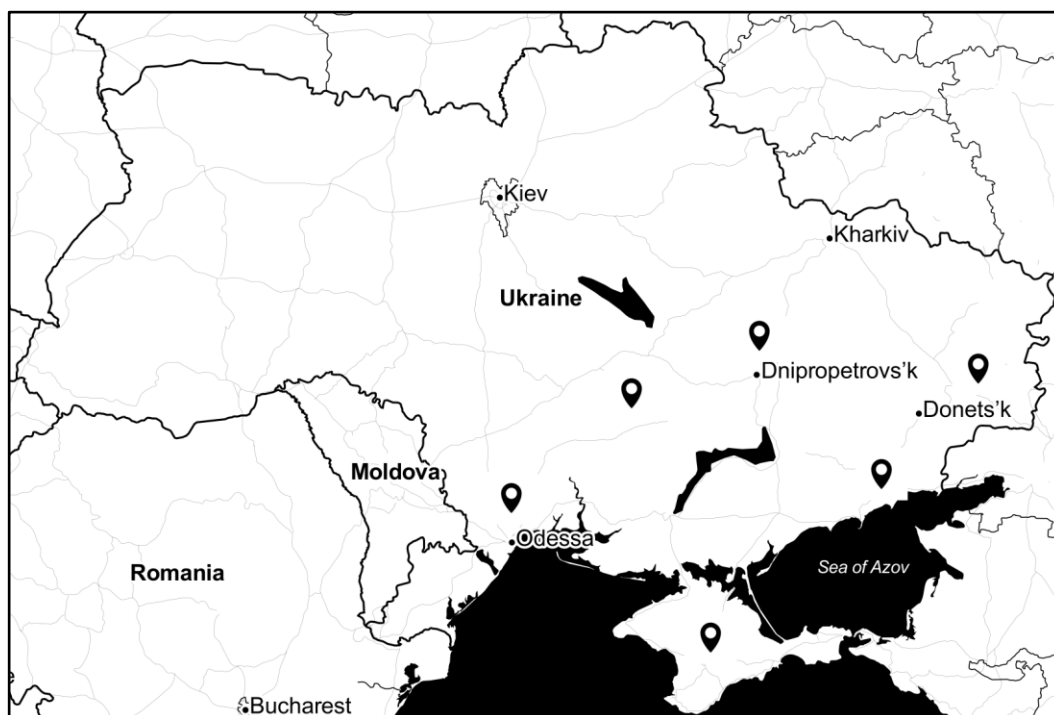 Kiev
Kharkiv
Ukraine
Dnipropetrovs'k
Donets'k
Moldova
Odessa
Sea of Azov
Romania
e
Bucharest